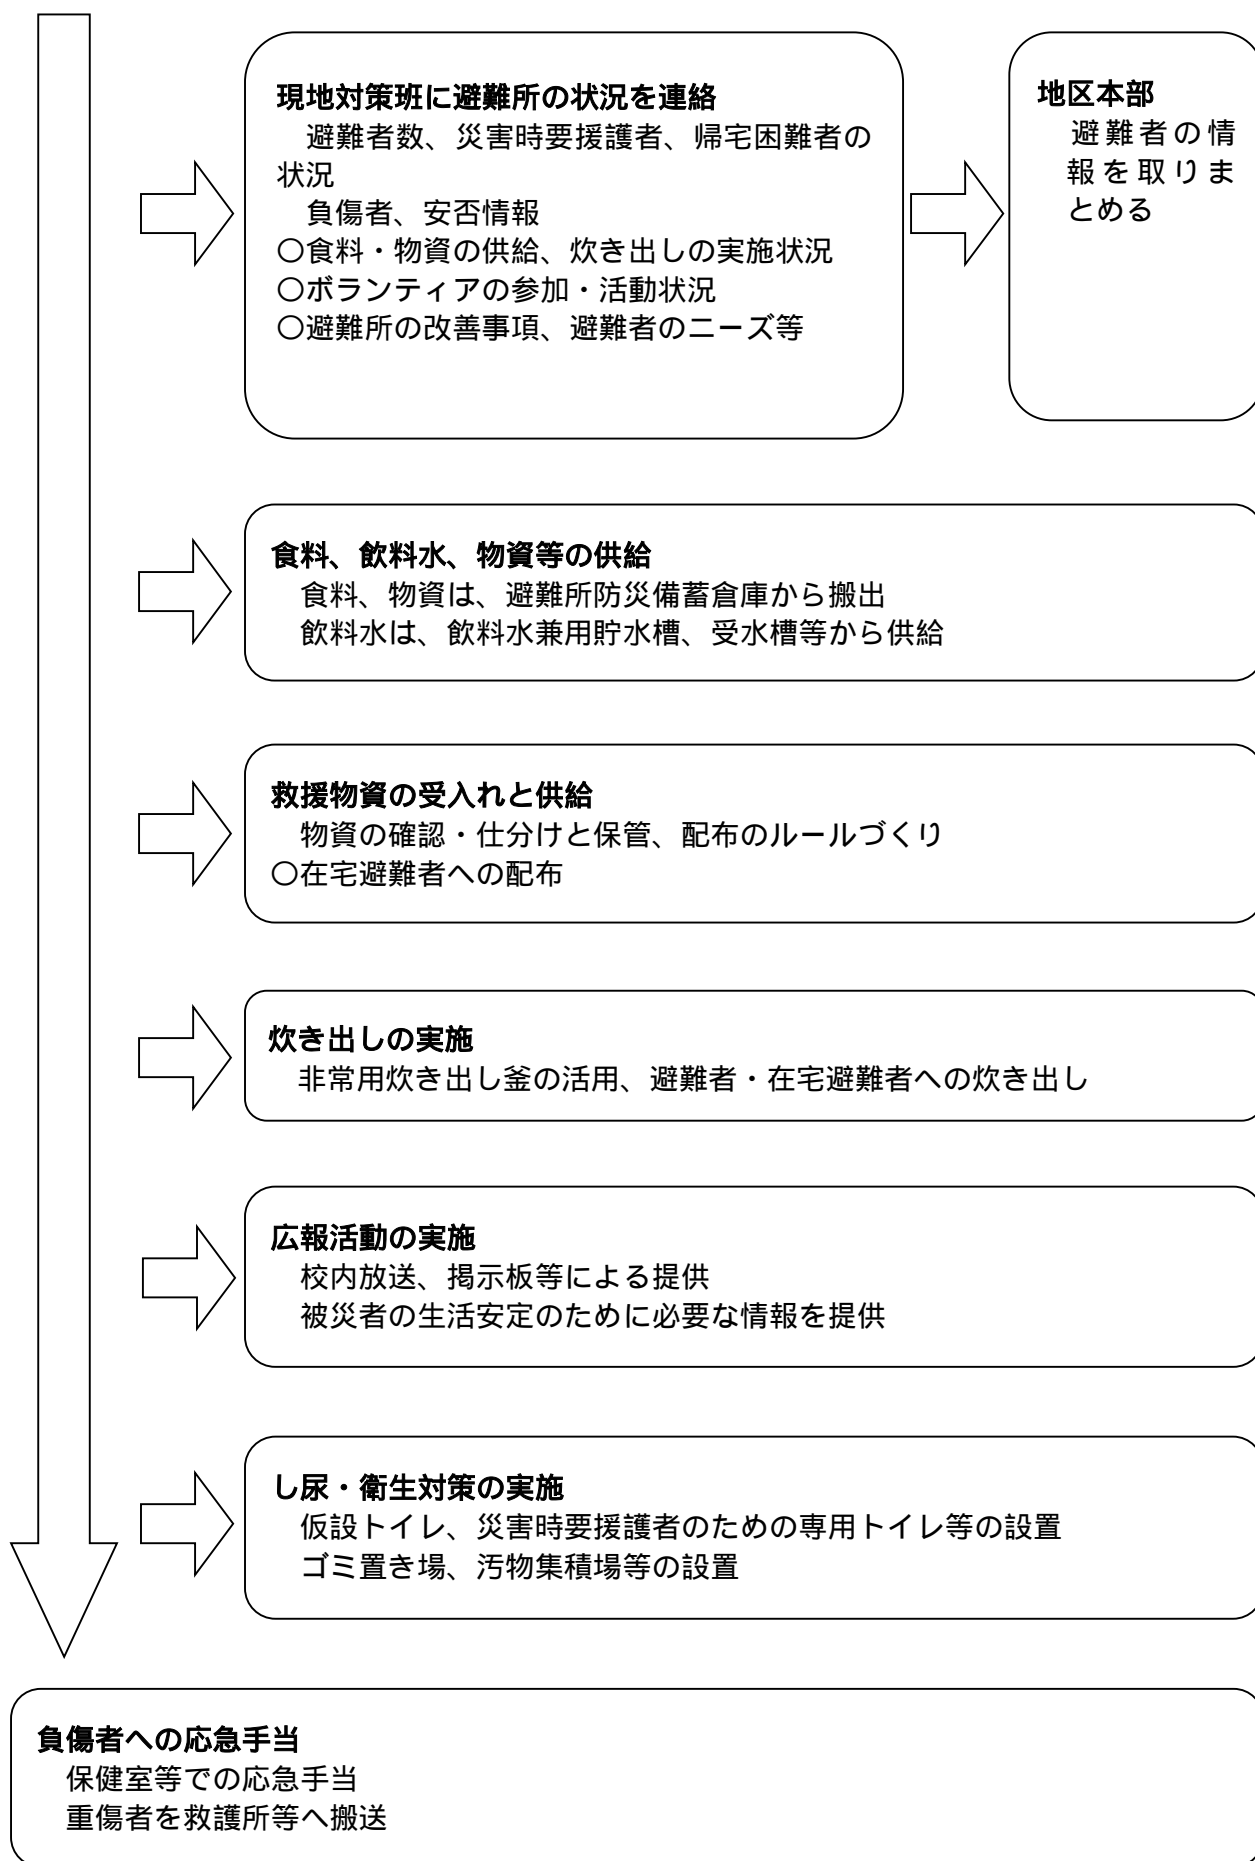 現地対策班に避難所の状況を連絡
避難者数、災害時要援護者、帰宅困難者の
状況
負傷者、安否情報
○食料・物資の供給、炊き出しの実施状況
○ボランティアの参加・活動状況
○避難所の改善事項、避難者のニーズ等
地区本部
避難者の情
報を取りま
とめる
食料、飲料水、物資等の供給
食料、物資は、避難所防災備蓄倉庫から搬出
飲料水は、飲料水兼用貯水槽、受水槽等から供給
救援物資の受入れと供給
物資の確認・仕分けと保管、配布のルールづくり
○在宅避難者への配布
炊き出しの実施
非常用炊き出し釜の活用、避難者・在宅避難者への炊き出し
広報活動の実施
校内放送、掲示板等による提供
被災者の生活安定のために必要な情報を提供
し尿・衛生対策の実施
仮設トイレ、災害時要援護者のための専用トイレ等の設置
ゴミ置き場、汚物集積場等の設置
負傷者への応急手当
保健室等での応急手当
重傷者を救護所等へ搬送